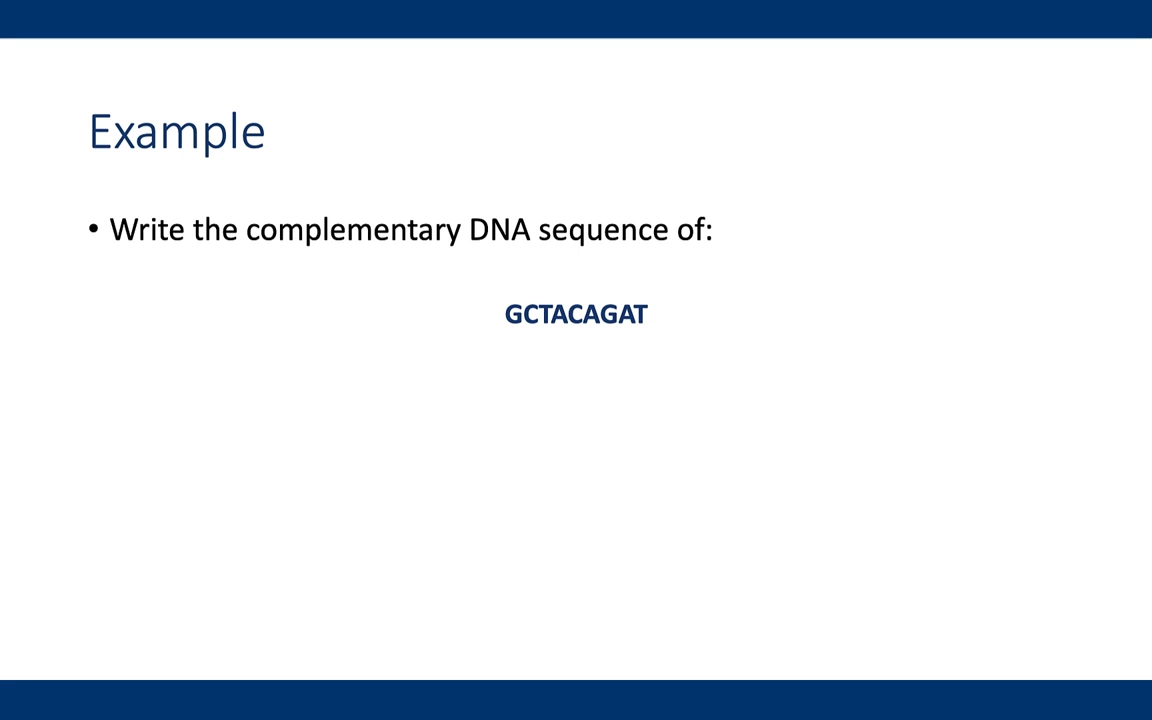 Example
• Write the complementary DNA sequence of:
GCTACAGAT